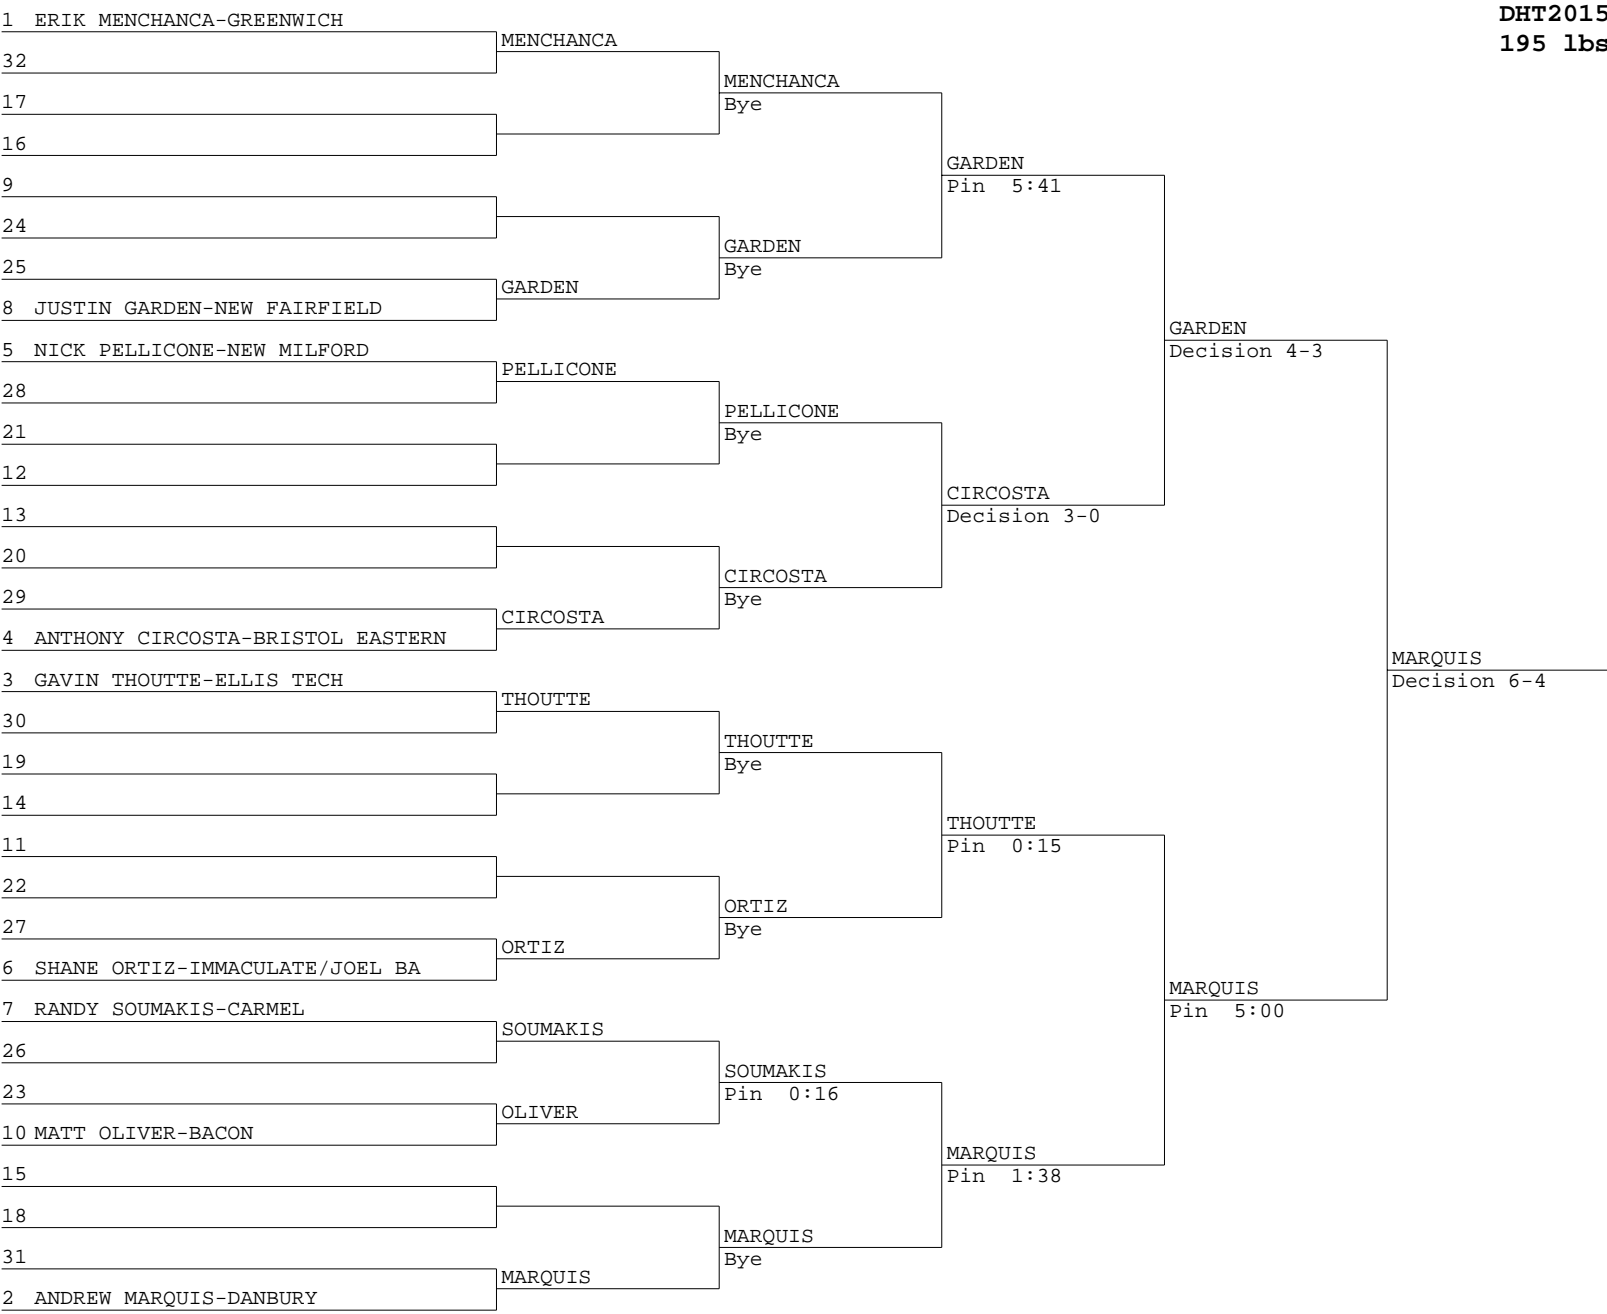 DHT2015
195 lbs
1 ERIK MENCHANCA-GREENWICH
32
17
16
9
24
25
8 JUSTIN GARDEN-NEW FAIRFIELD
5 NICK PELLICONE-NEW MILFORD
28
21
12
13
20
29
4 ANTHONY CIRCOSTA-BRISTOL EASTERN
3 GAVIN THOUTTE-ELLIS TECH
30
19
14
11
22
27
6 SHANE ORTIZ-IMMACULATE/JOEL BA
7 RANDY SOUMAKIS-CARMEL
26
23
10 MATT OLIVER-BACON
15
18
31
2 ANDREW MARQUIS-DANBURY
MENCHANCA
GARDEN
PELLICONE
CIRCOSTA
THOUTTE
ORTIZ
SOUMAKIS
OLIVER
MARQUIS
MENCHANCA
Bye
GARDEN
Bye
PELLICONE
Bye
CIRCOSTA
Bye
THOUTTE
Bye
ORTIZ
Bye
SOUMAKIS
Pin 0:16
MARQUIS
Bye
GARDEN
Pin 5:41
CIRCOSTA
Decision 3-0
THOUTTE
Pin 0:15
MARQUIS
Pin 1:38
GARDEN
Decision 4-3
MARQUIS
Pin 5:00
MARQUIS
Decision 6-4